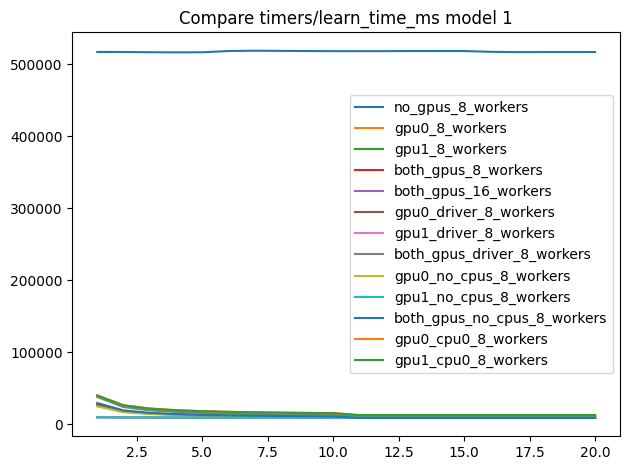 Compare timers/learn_time_ms model 1
500000
400000
300000
200000
100000
0
no_gpus_8_workers
gpu0_8_workers
gpu1_8_workers
both_gpus_8_workers
both_gpus_16_workers
gpu0_driver_8_workers
gpu1_driver_8_workers
both_gpus_driver_8_workers
gpu0_no_cpus_8_workers
gpu1_no_cpus_8_workers
both_gpus_no_cpus_8_workers
gpu0_cpu0_8_workers
gpu1_cpu0_8_workers
2.5 5.0 7.5 10.0 12.5 15.0 17.5 20.0